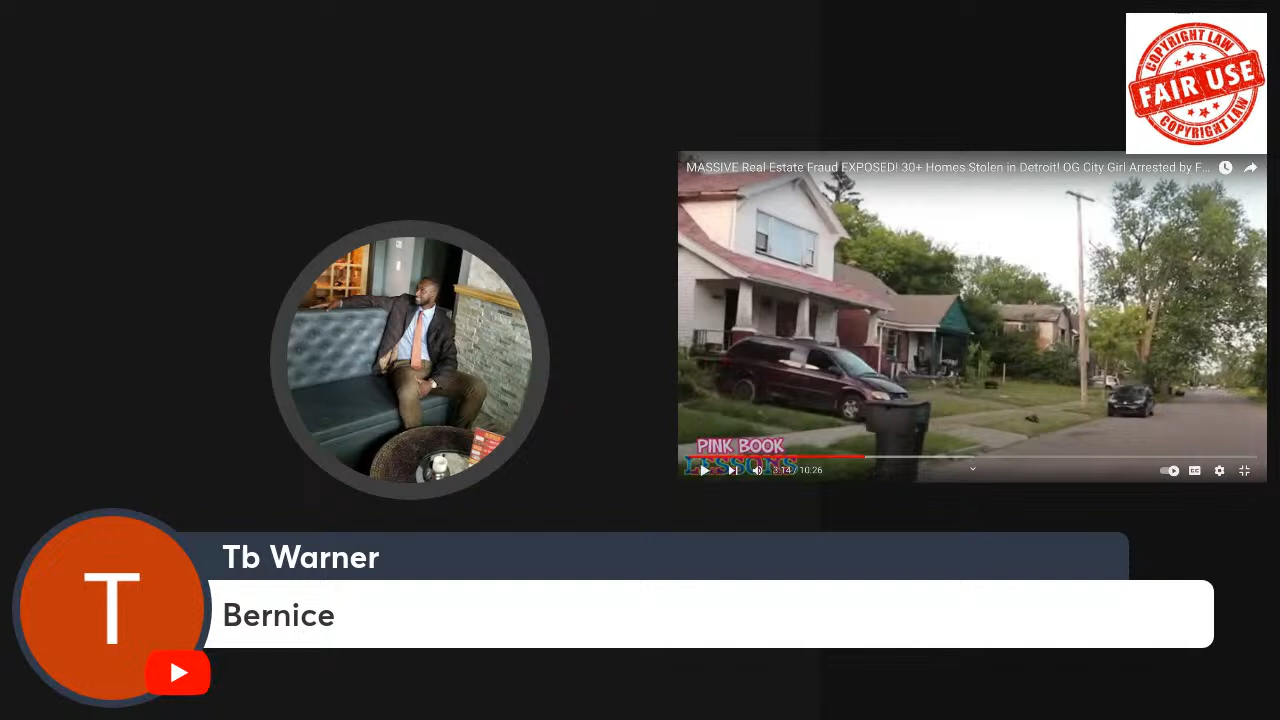 COPYRIGHT LAW
FAIR USE
COPYRIGHT LAW
MASSIVE Real Estate Fraud EXPOSED! 30+ Homes Stolen in Detroit! OG City Girl Arrested by F...
PINK BOOK
LESSONS
3:14 / 10:26
CC
Tb Warner
T
Bernice